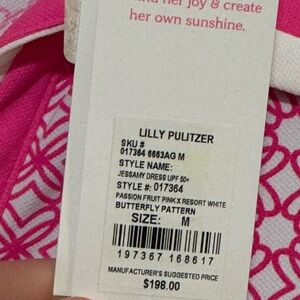 her joy & create
her own sunshine.
LILLY PULITZER
SKU #
017364 6663AG M
STYLE NAME:
JESSAMY DRESS UPF 50+
STYLE #: 017364
PASSION FRUIT PINK X RESORT WHITE
BUTTERFLY PATTERN
SIZE: M
197367 168617
MANUFACTURER'S SUGGESTED PRICE
$198.00